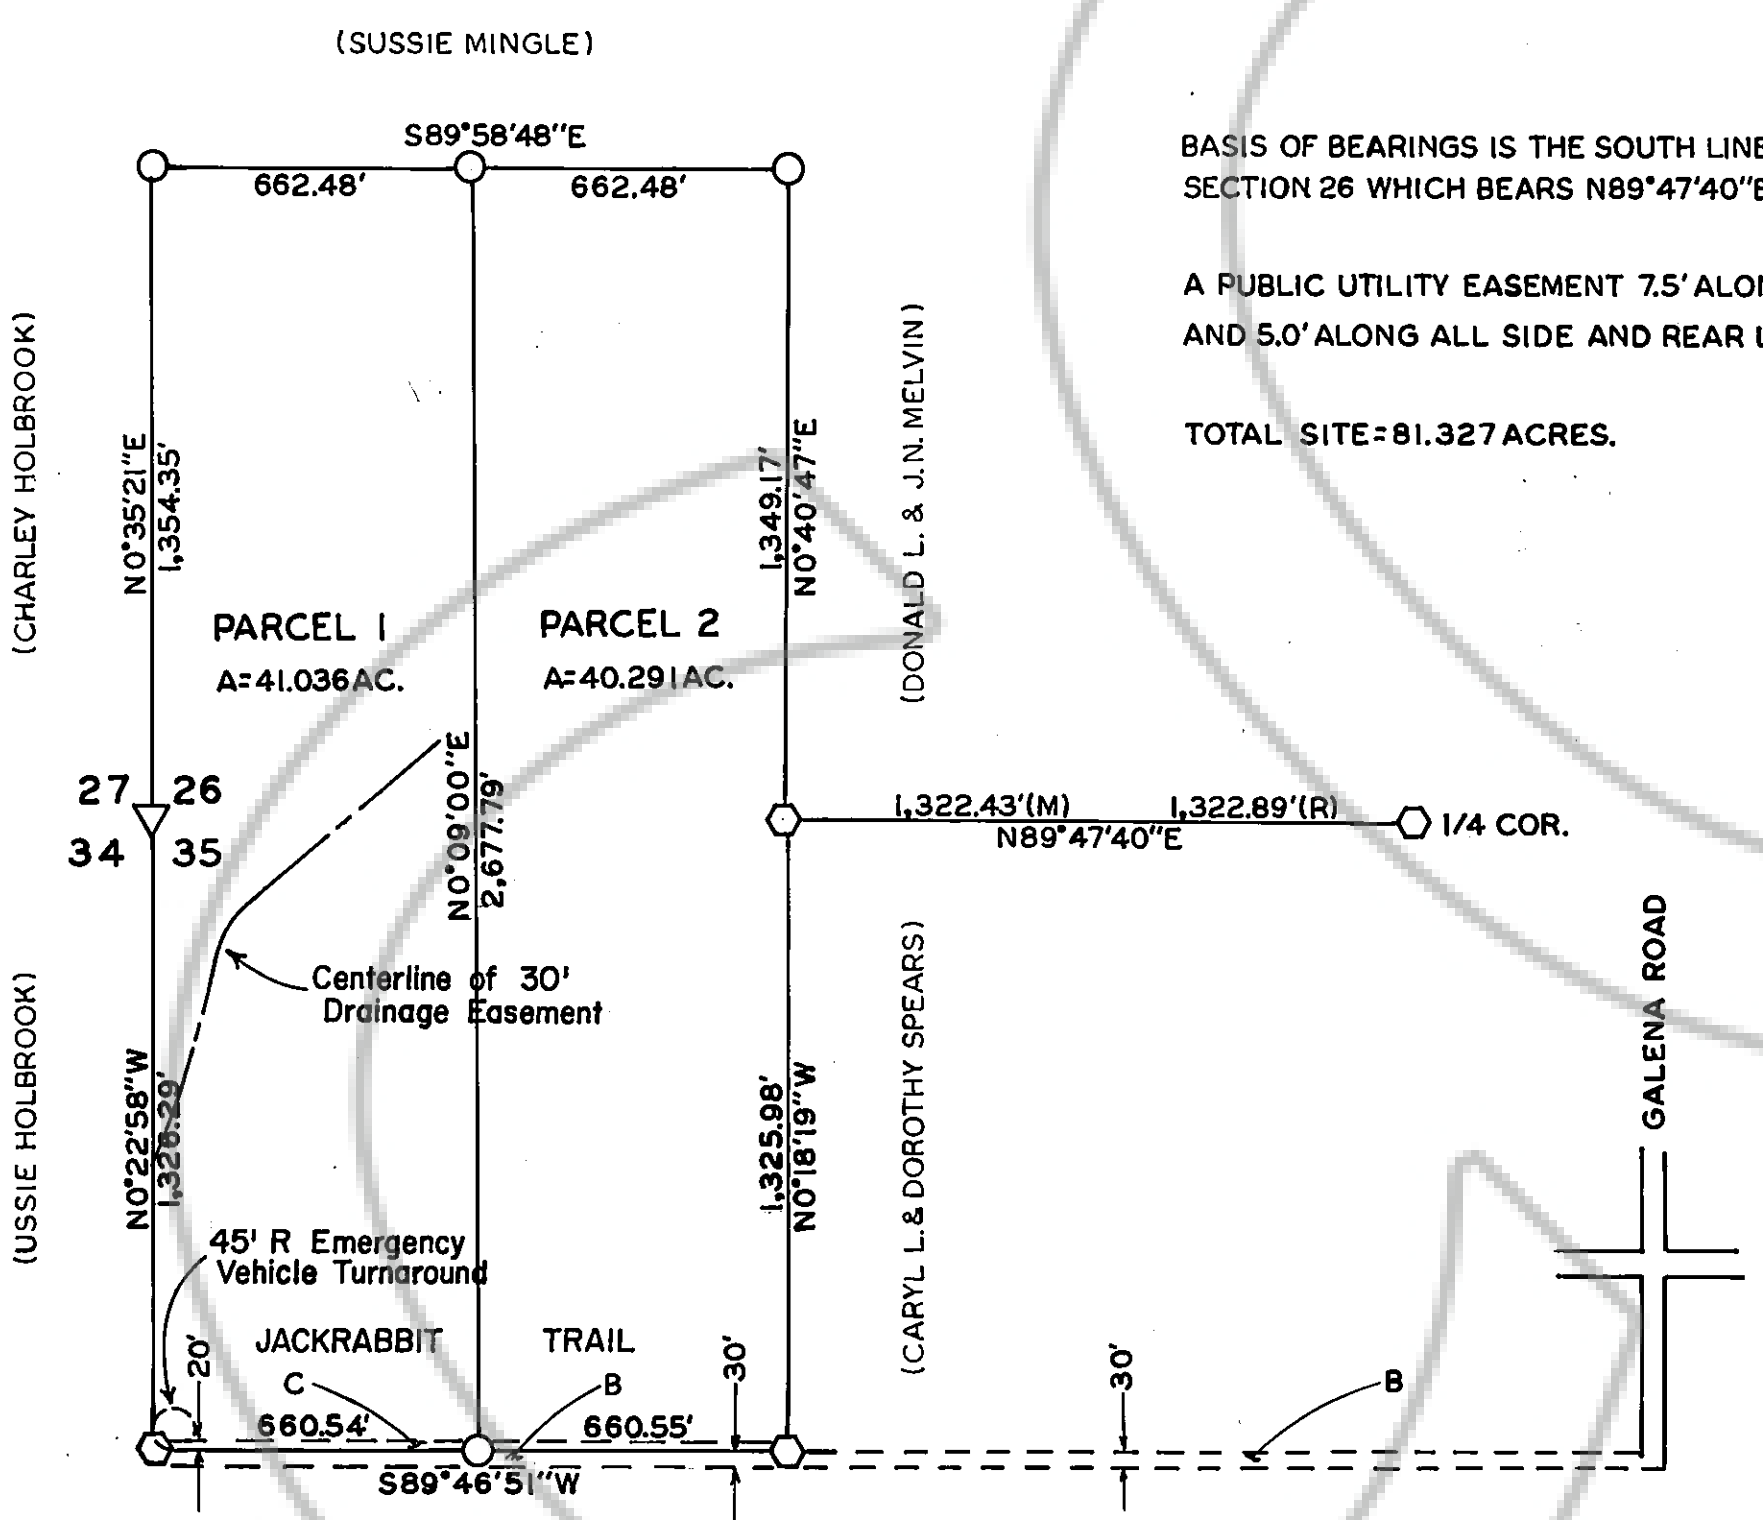 (SUSSIE MINGLE)
S89°58'48"E
662.48'
662.48'
BASIS OF BEARINGS IS THE SOUTH LINE
SECTION 26 WHICH BEARS N89°47'40"E
A PUBLIC UTILITY EASEMENT 7.5' ALON
AND 5.0' ALONG ALL SIDE AND REAR L
TOTAL SITE=81.327 ACRES.
(CHARLEY HOLBROOK)
N0°35'21"E
1,354.35'
1,349.17'
N0°40'47"E
(DONALD L. & J.N. MELVIN)
PARCEL 1
A=41.036 AC.
PARCEL 2
A=40.291 AC.
N0°09'00"E
2,677.79'
27 26
34 35
1,322.43'(M)
1,322.89'(R)
N89°47'40"E
1/4 COR.
GALENA ROAD
Centerline of 30'
Drainage Easement
(USSIE HOLBROOK)
N0°22'58"W
1,325.98'
N0°18'19"W
(CARYL L. & DOROTHY SPEARS)
45' R Emergency
Vehicle Turnaround
JACKRABBIT TRAIL
20'
C
B
30'
30'
B
660.54'
660.55'
S89°46'51"W